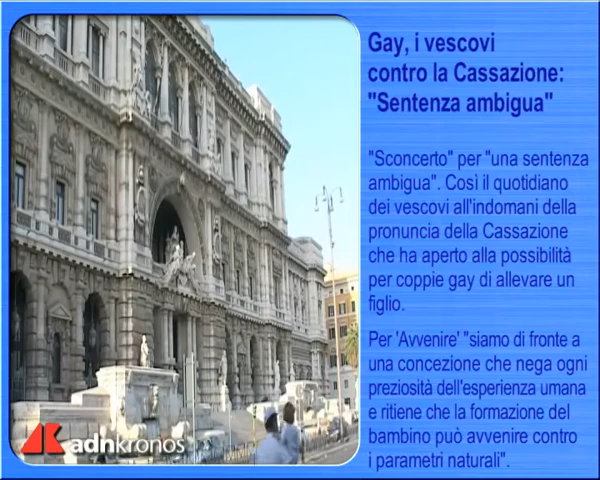 Gay, i vescovi
contro la Cassazione:
"Sentenza ambigua"
"Sconcerto" per "una sentenza
ambigua". Così il quotidiano
dei vescovi all'indomani della
pronuncia della Cassazione
che ha aperto alla possibilità
per coppie gay di allevare un
figlio.
Per 'Avvenire' "siamo di fronte a
una concezione che nega ogni
preziosità dell'esperienza umana
e ritiene che la formazione del
bambino può avvenire contro
i parametri naturali".
adnkronos